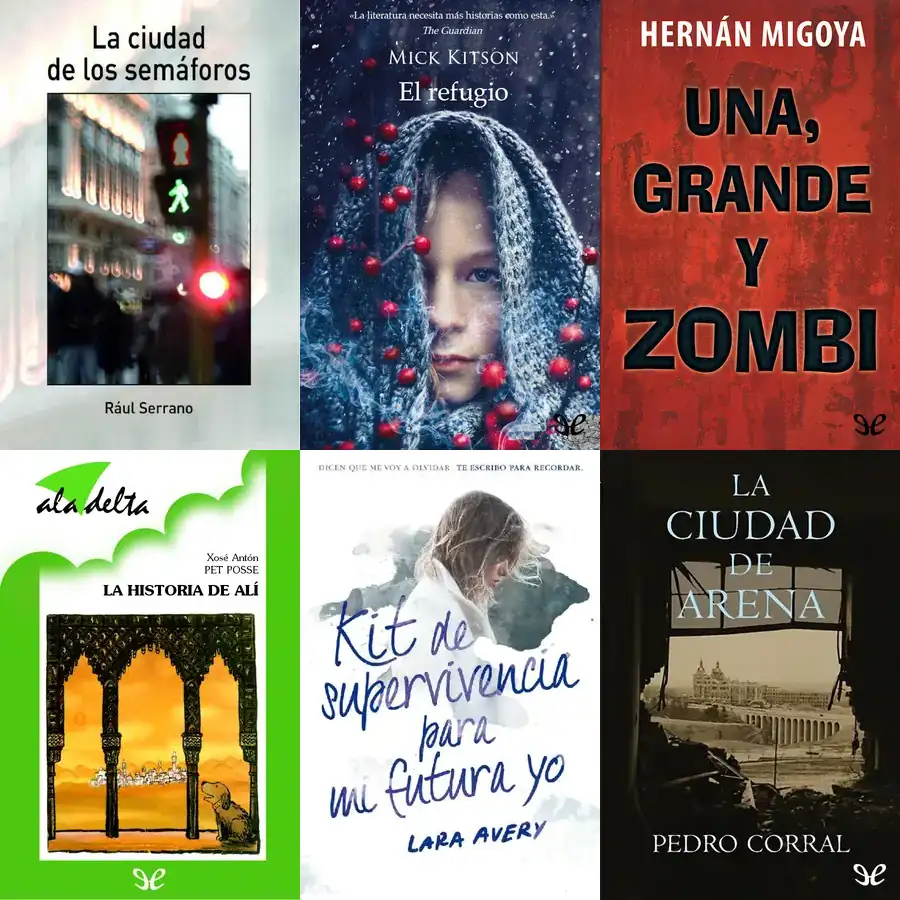 La ciudad
de los semáforos
Rául Serrano
«La literatura necesita más historias como esta.»
The Guardian
MICK KITSON
El refugio
HERNÁN MIGOYA
UNA,
GRANDE
Y
ZOMBI
ala delta
Xosé Antón
PET POSSE
LA HISTORIA DE ALÍ
DICEN QUE ME VOY A OLVIDAR. TE ESCRIBO PARA RECORDAR.
Kit de
supervivencia
para
mi futura yo
LARA AVERY
LA
CIUDAD
DE
ARENA
PEDRO CORRAL